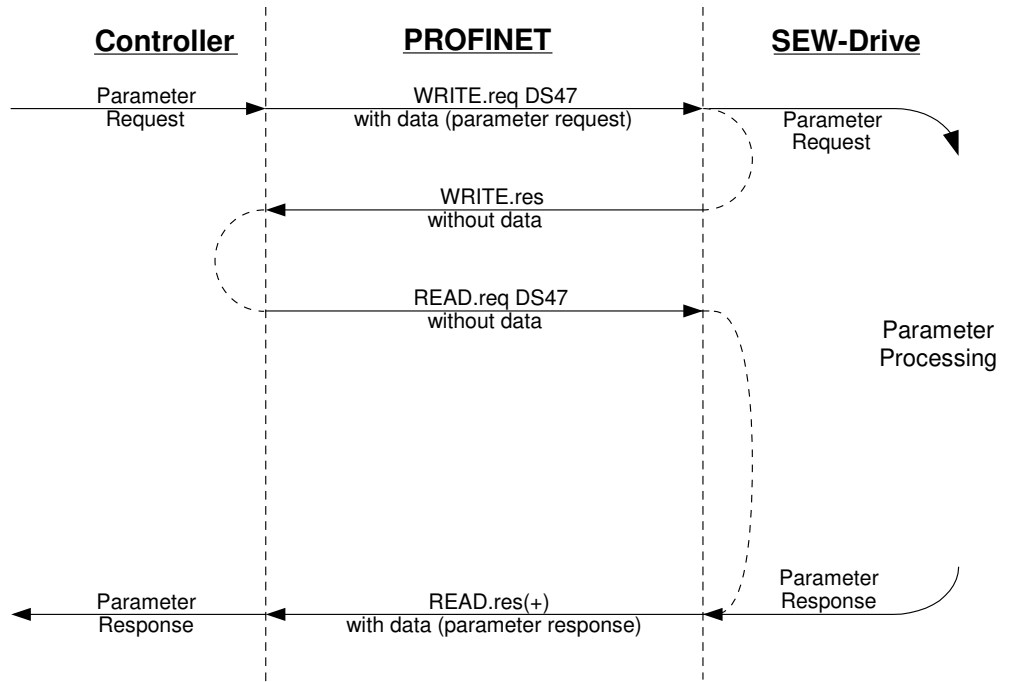 Controller
PROFINET
SEW-Drive
Parameter
Request
WRITE.req DS47
with data (parameter request)
Parameter
Request
WRITE.res
without data
READ.req DS47
without data
Parameter
Processing
Parameter
Response
READ.res(+)
with data (parameter response)
Parameter
Response